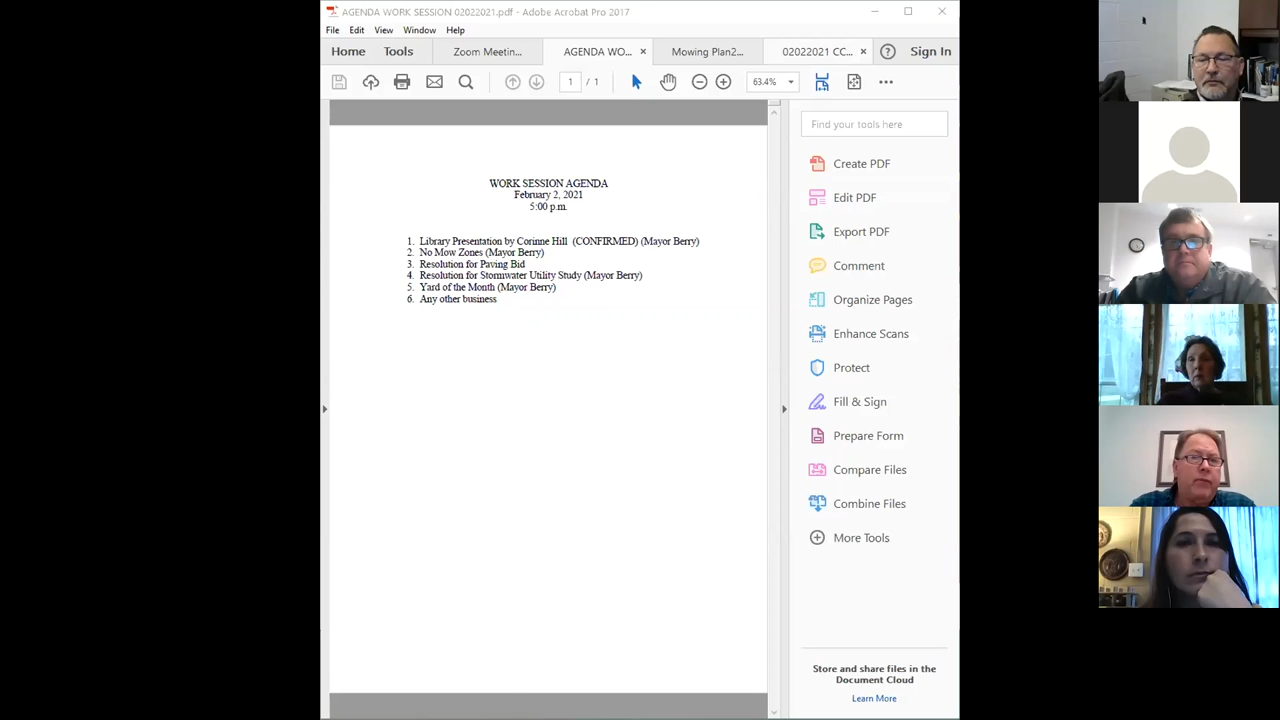 AGENDA WORK SESSION 02022021.pdf - Adobe Acrobat Pro 2017
File Edit View Window Help
Home Tools Zoom Meetin... AGENDA WO... × Mowing Plan2... 02022021 CC... × ? Sign In
1 / 1 63.4%
Find your tools here
WORK SESSION AGENDA
February 2, 2021
5:00 p.m.
1. Library Presentation by Corinne Hill (CONFIRMED) (Mayor Berry)
2. No Mow Zones (Mayor Berry)
3. Resolution for Paving Bid
4. Resolution for Stormwater Utility Study (Mayor Berry)
5. Yard of the Month (Mayor Berry)
6. Any other business
Create PDF
Edit PDF
Export PDF
Comment
Organize Pages
Enhance Scans
Protect
Fill & Sign
Prepare Form
Compare Files
Combine Files
More Tools
Store and share files in the
Document Cloud
Learn More